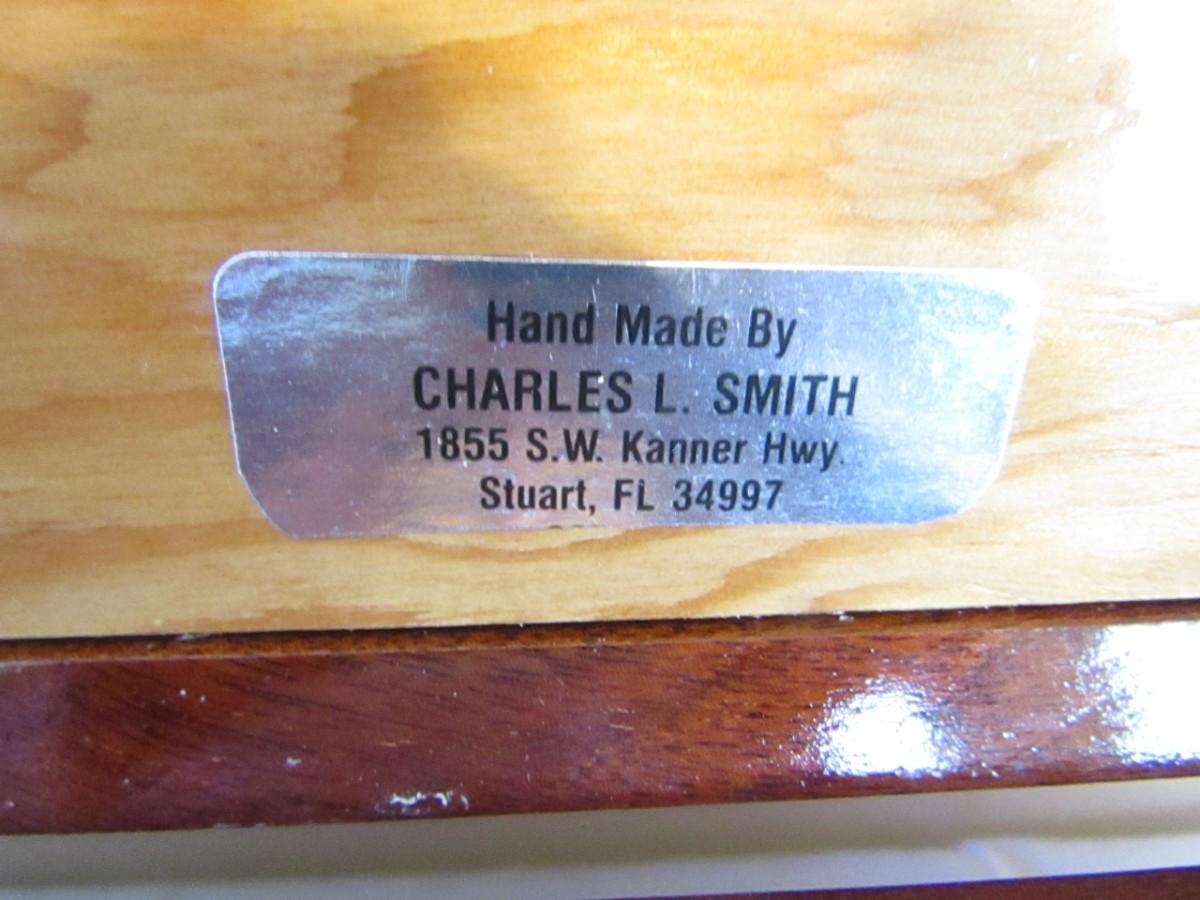 Hand Made By
CHARLES L. SMITH
1855 S.W. Kanner Hwy.
Stuart, FL 34997